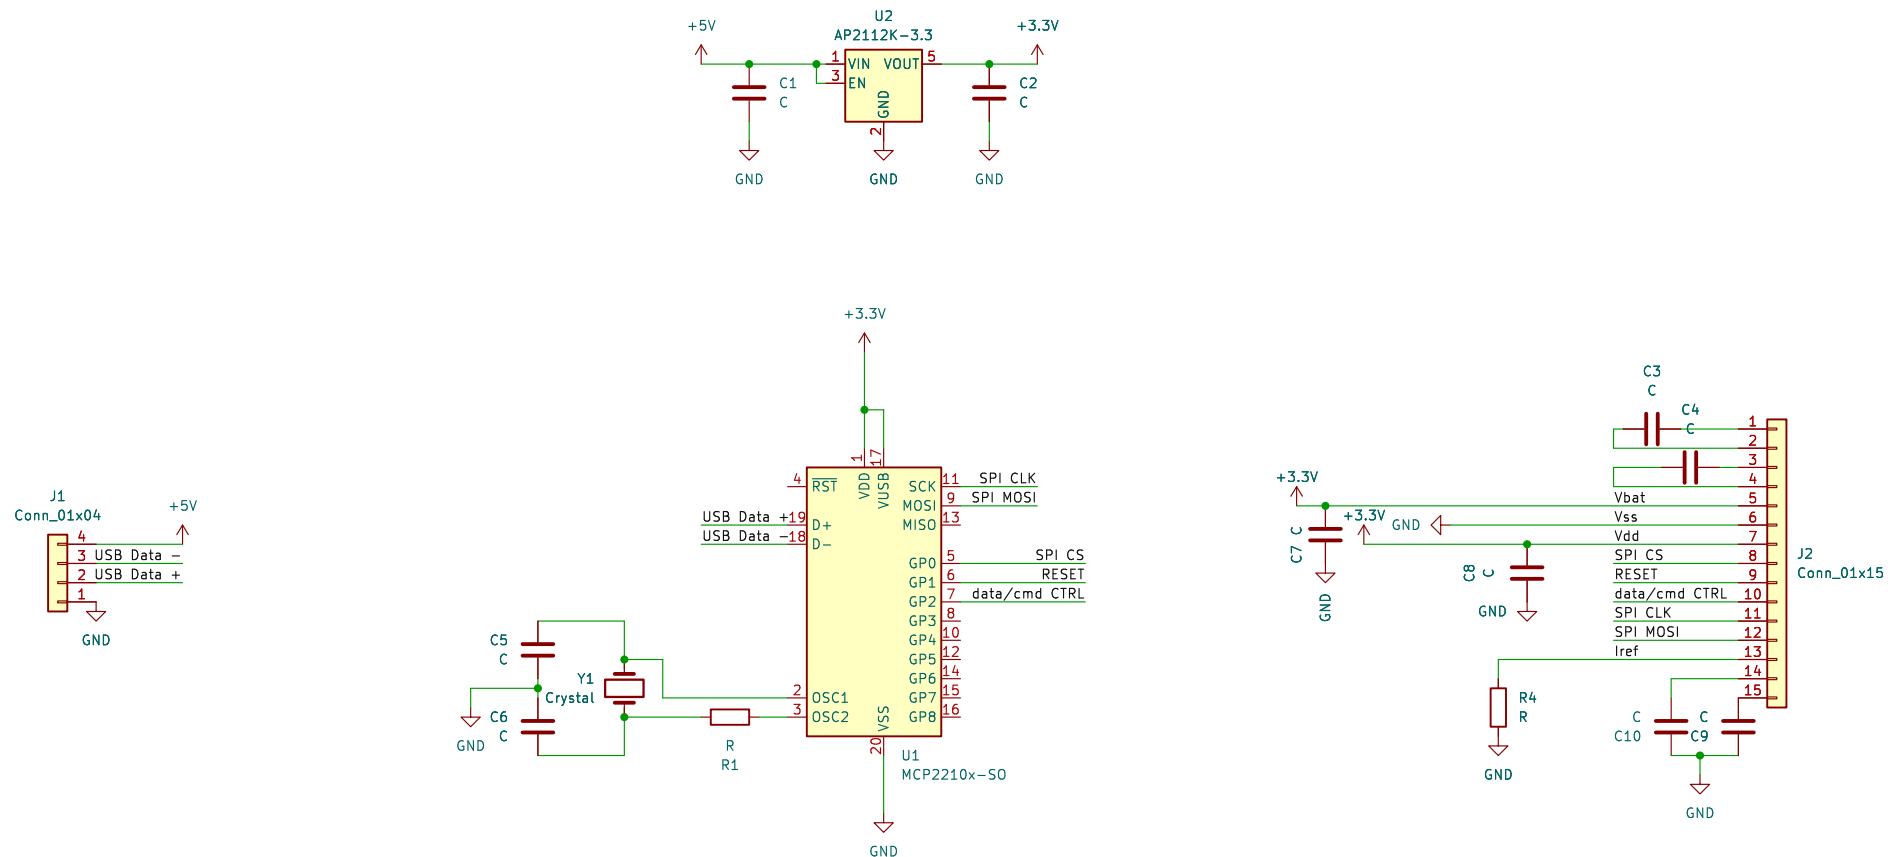 +5V
U2
AP2112K-3.3
+3.3V
1
VIN
VOUT
5
3
EN
GND
2
C1
C
C2
C
GND
GND
GND
+3.3V
J1
Conn_01x04
+5V
4
3
USB Data -
2
USB Data +
1
GND
C5
C
C6
C
GND
Y1
Crystal
R
R1
1
VDD
17
VUSB
4
RST
USB Data +
19
D+
USB Data -
18
D-
2
OSC1
3
OSC2
SCK
11
SPI CLK
MOSI
9
SPI MOSI
MISO
13
GP0
5
SPI CS
GP1
6
RESET
GP2
7
data/cmd CTRL
GP3
8
GP4
10
GP5
12
GP6
14
GP7
15
GP8
16
VSS
20
U1
MCP2210x-SO
GND
C3
C
C4
C
1
2
3
4
+3.3V
Vbat
5
GND
Vss
6
+3.3V
Vdd
7
SPI CS
8
RESET
9
data/cmd CTRL
10
SPI CLK
11
SPI MOSI
12
Iref
13
14
15
J2
Conn_01x15
C7
C
GND
C8
C
GND
R4
R
GND
C
C10
C
C9
GND